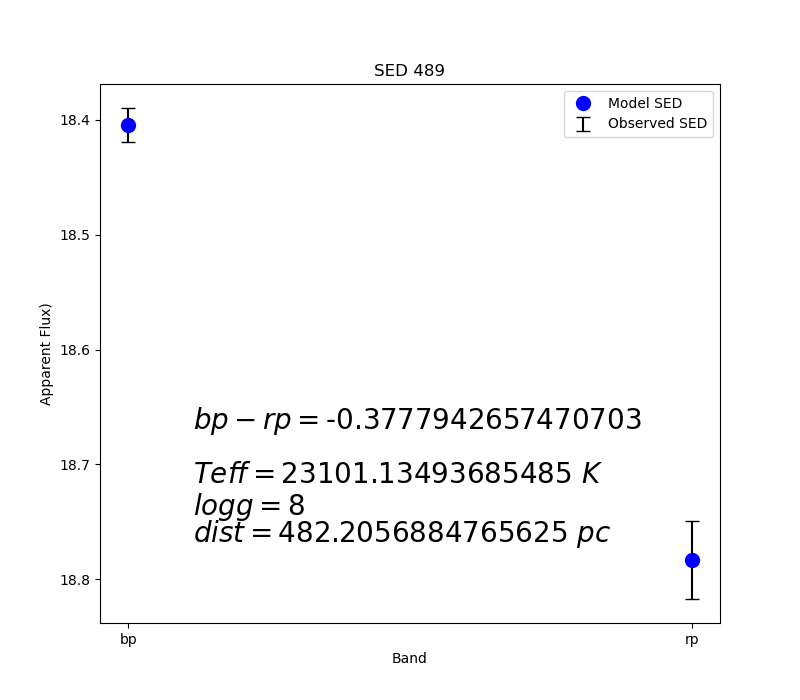 SED 489
Model SED
Observed SED
18.4
18.5
18.6
18.7
18.8
Apparent Flux)
bp − rp = -0.3777942657470703
Teff = 23101.13493685485 K
logg = 8
dist = 482.2056884765625 pc
bp
rp
Band